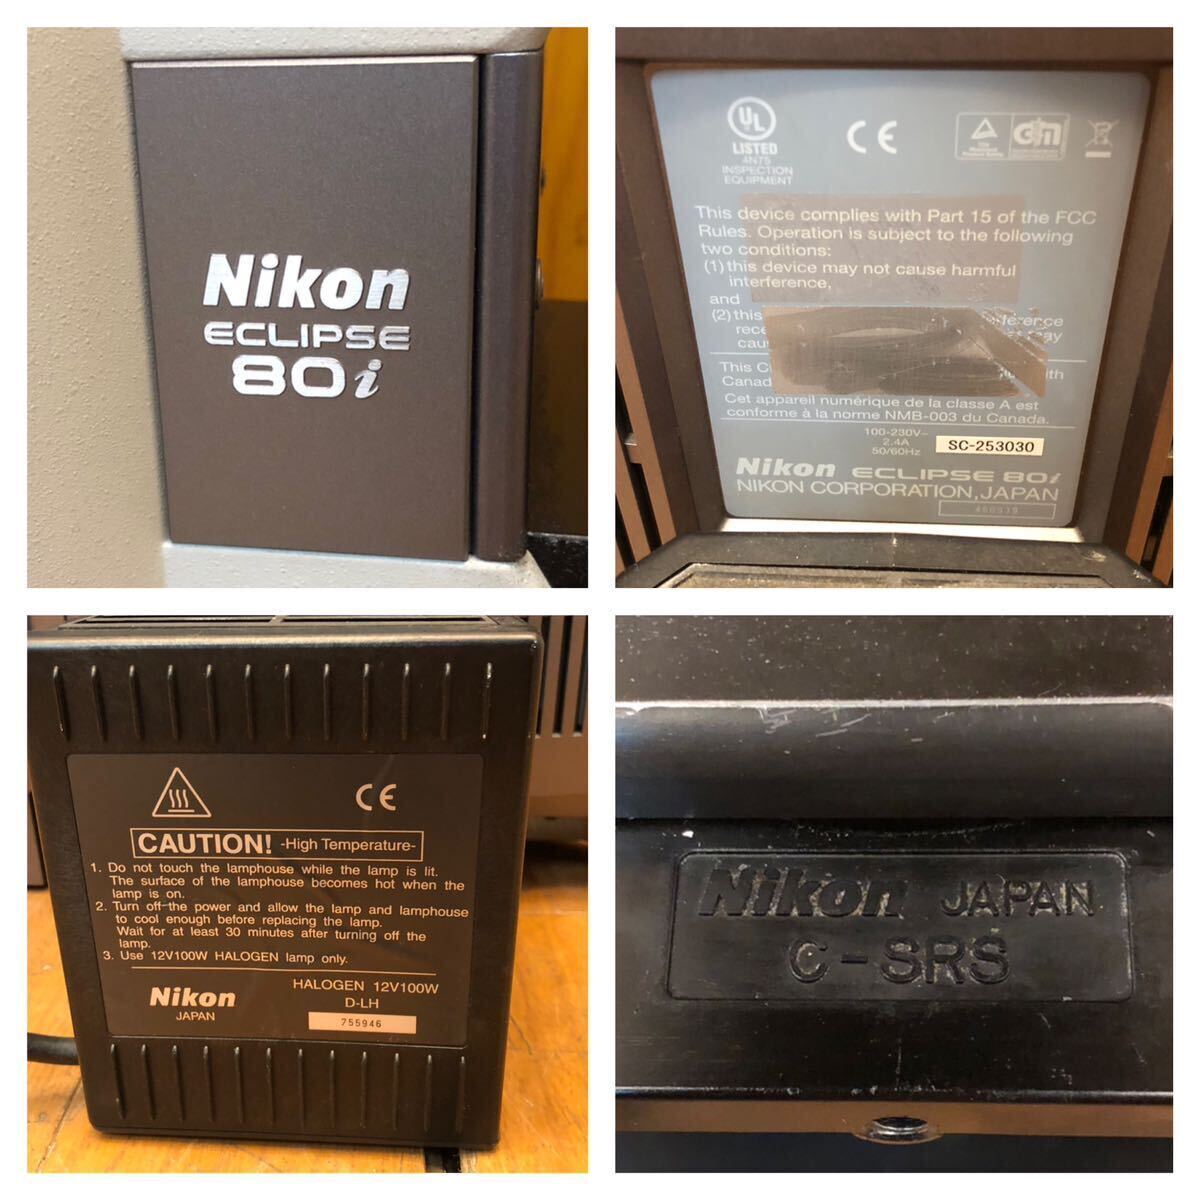 Nikon
ECLIPSE
80i
UL
LISTED
4N75
INSPECTION
EQUIPMENT
CE
This device complies with Part 15 of the FCC
Rules. Operation is subject to the following
two conditions:
(1) this device may not cause harmful
interference,
and
(2) this
This
Canada
Cet appareil numérique de la classe A est
conforme à la norme NMB-003 du Canada.
100-230V~
2.4A
50/60Hz
SC-253030
Nikon ECLIPSE 80i
NIKON CORPORATION, JAPAN
CE
CAUTION! -High Temperature-
1. Do not touch the lamphouse while the lamp is lit.
The surface of the lamphouse becomes hot when the
lamp is on.
2. Turn off the power and allow the lamp and lamphouse
to cool enough before replacing the lamp.
Wait for at least 30 minutes after turning off the
lamp.
3. Use 12V100W HALOGEN lamp only.
Nikon
JAPAN
HALOGEN 12V100W
D-LH
755946
Nikon JAPAN
C-SRS